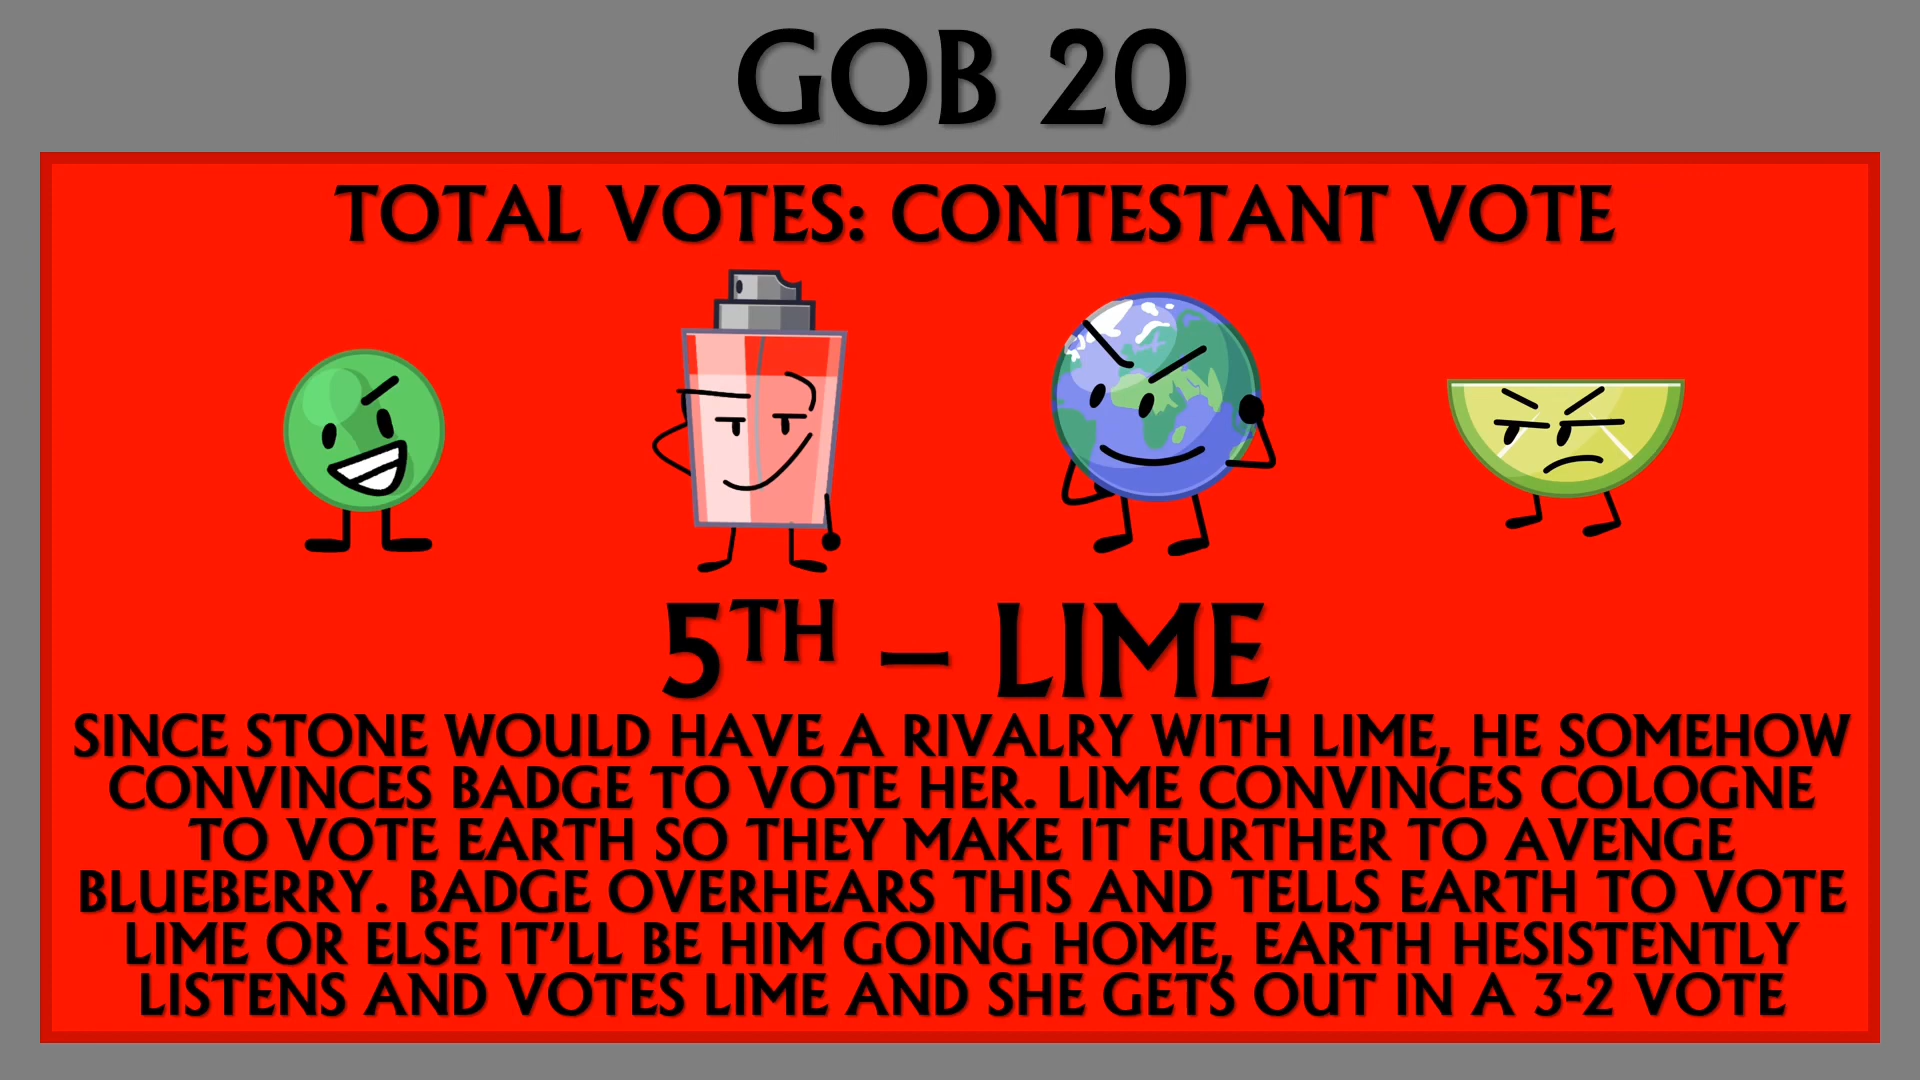 GOB 20
TOTAL VOTES: CONTESTANT VOTE
5TH – LIME
SINCE STONE WOULD HAVE A RIVALRY WITH LIME, HE SOMEHOW
CONVINCES BADGE TO VOTE HER. LIME CONVINCES COLOGNE
TO VOTE EARTH SO THEY MAKE IT FURTHER TO AVENGE
BLUEBERRY. BADGE OVERHEARS THIS AND TELLS EARTH TO VOTE
LIME OR ELSE IT’LL BE HIM GOING HOME, EARTH HESISTENTLY
LISTENS AND VOTES LIME AND SHE GETS OUT IN A 3-2 VOTE